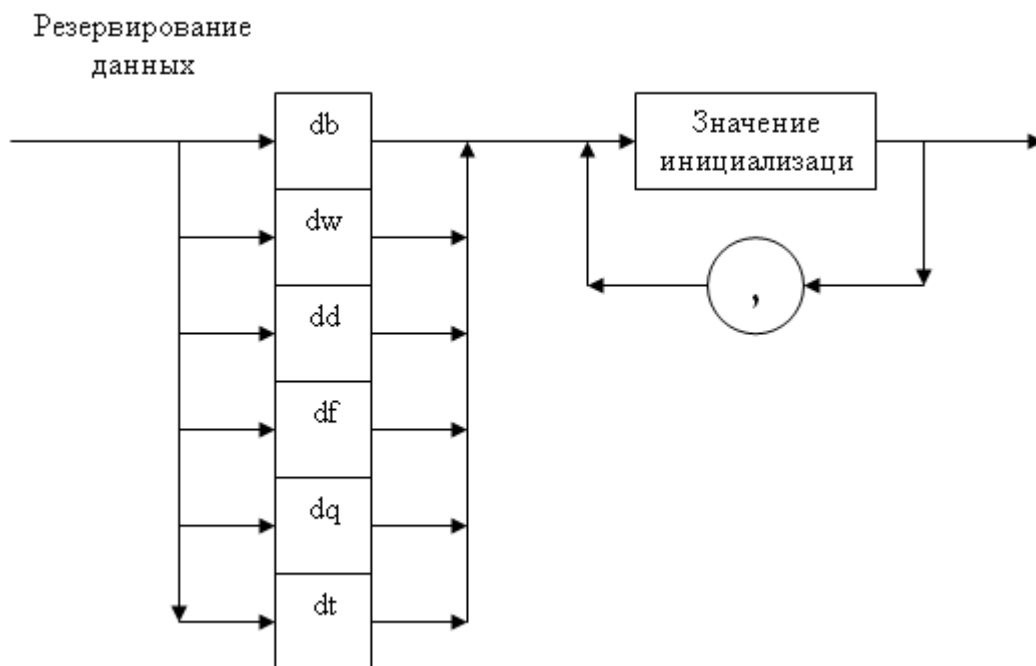 Резервирование
данных
db
Значение
инициализаци
dw
dd
,
df
dq
dt